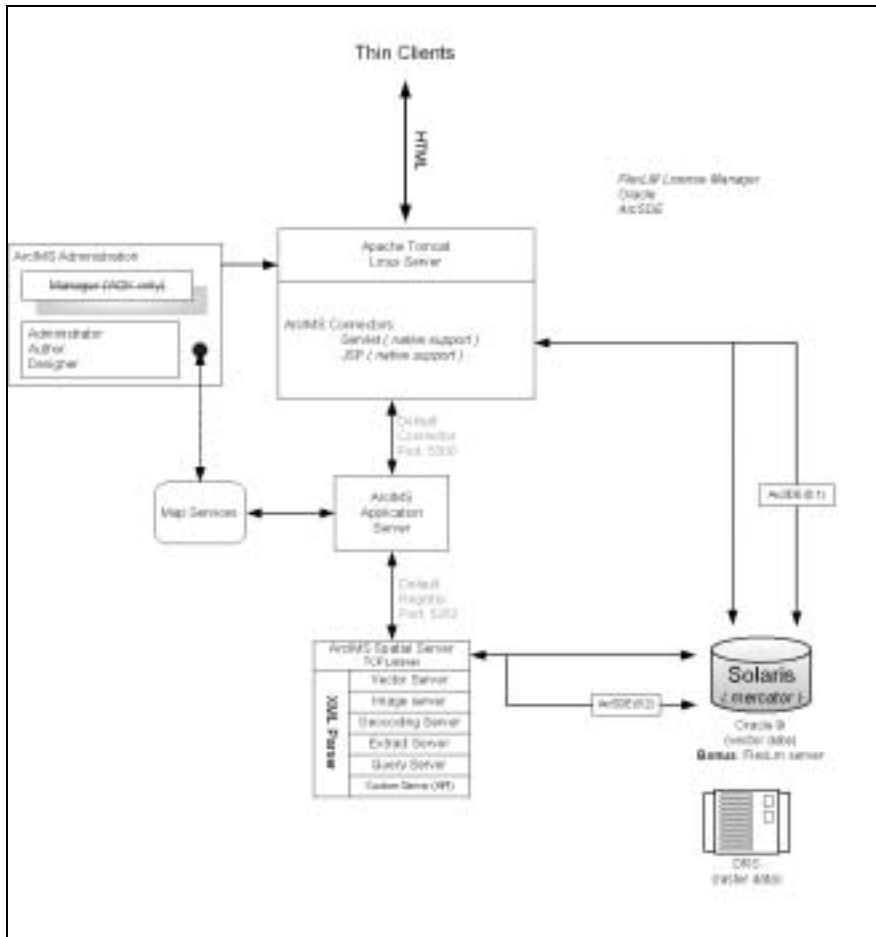 Thin Clients
HTML
FlexLM License Manager
Oracle
ArcSDE
ArcIMS Administration
Manager (AGK only)
Administrator
Author
Designer
Apache Tomcat
Linux Server
ArcIMS Connectors:
Servlet ( native support )
JSP ( native support )
Default
Connector
Port: 5300
Map Services
ArcIMS
Application
Server
Default
Registry
Port: 5353
ArcSDE(8.1)
ArcIMS Spatial Server
TCP Listener
XML Parser
Vector Server
Image server
Geocoding Server
Extract Server
Query Server
Custom Server (API)
ArcSDE(8.2)
Solaris
( mercator )
Oracle
(vector data)
Bonus: FlexLm server
(raster data)